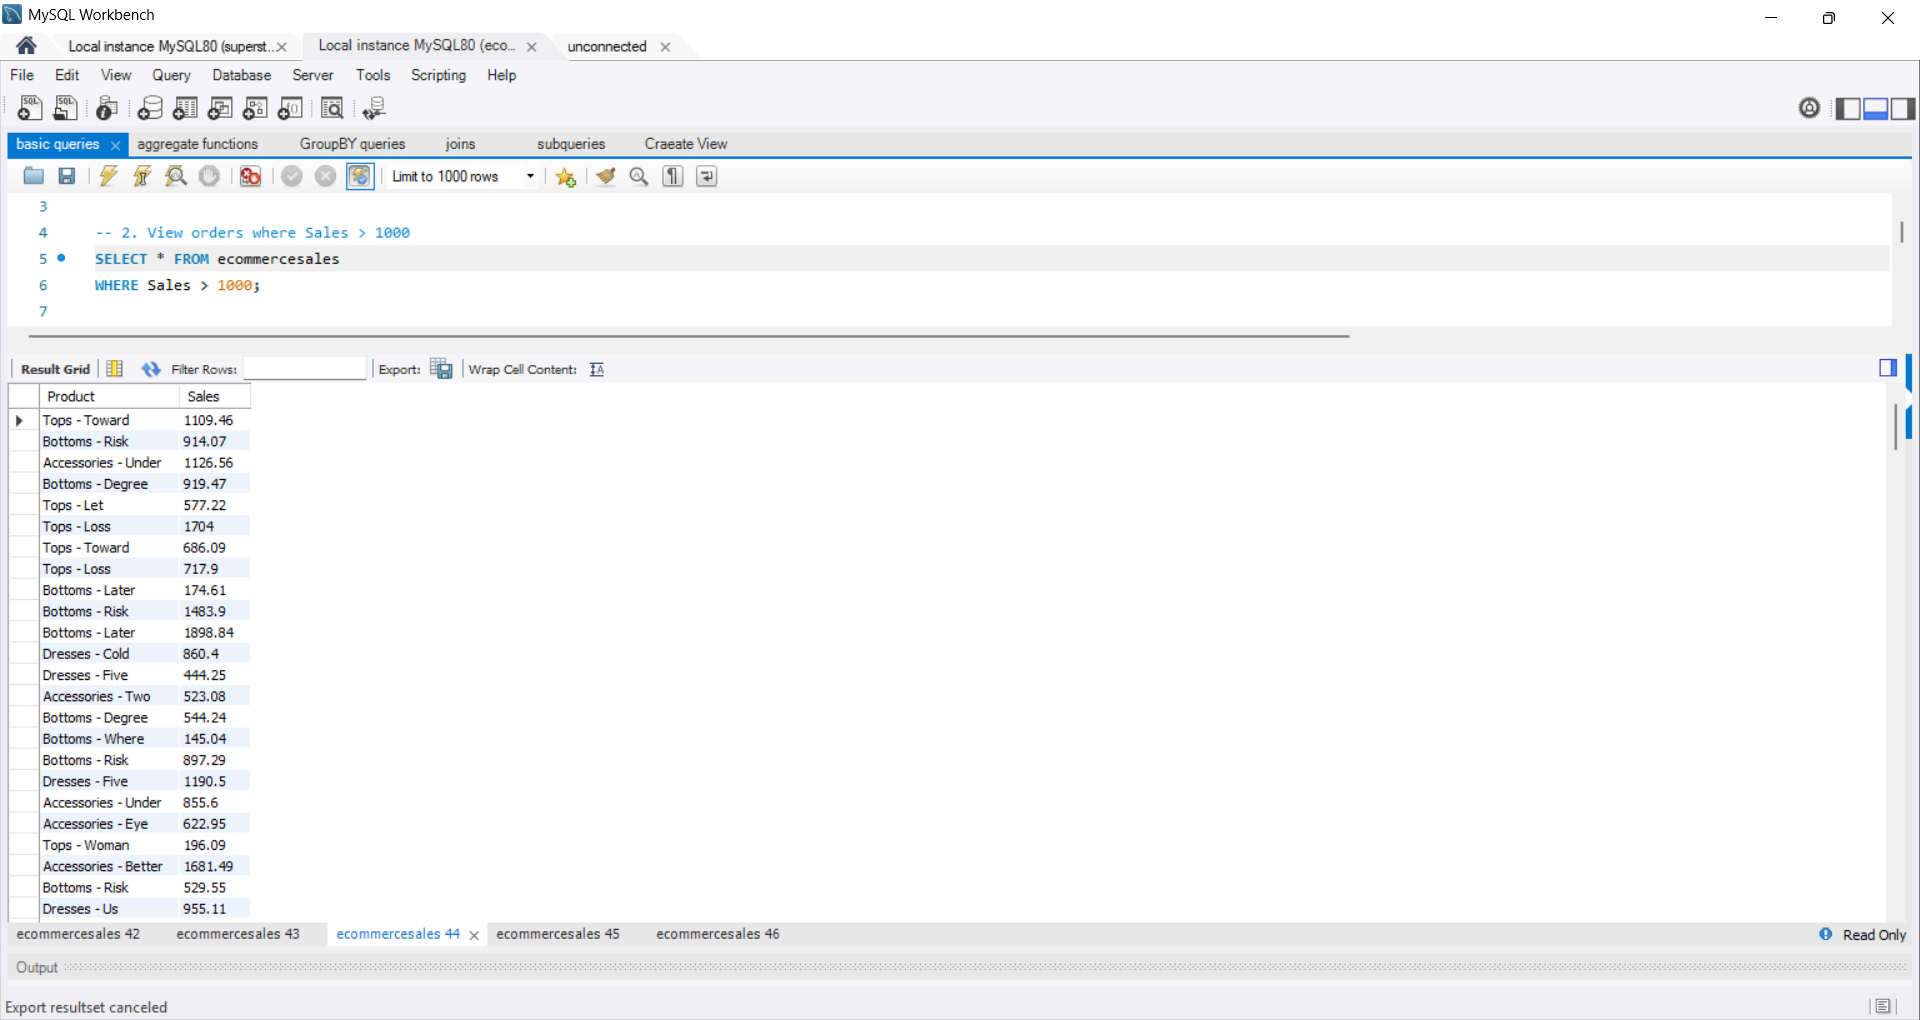 MySQL Workbench
Local instance MySQL80 (superst... Local instance MySQL80 (eco... unconnected
File Edit View Query Database Server Tools Scripting Help
basic queries aggregate functions GroupBY queries joins subqueries Craeate View
Limit to 1000 rows
3
4 -- 2. View orders where Sales > 1000
5 SELECT * FROM ecommercesales
6 WHERE Sales > 1000;
7
Result Grid Filter Rows: Export: Wrap Cell Content:
Product Sales
Tops - Toward 1109.46
Bottoms - Risk 914.07
Accessories - Under 1126.56
Bottoms - Degree 919.47
Tops - Let 577.22
Tops - Loss 1704
Tops - Toward 686.09
Tops - Loss 717.9
Bottoms - Later 174.61
Bottoms - Risk 1483.9
Bottoms - Later 1898.84
Dresses - Cold 860.4
Dresses - Five 444.25
Accessories - Two 523.08
Bottoms - Degree 544.24
Bottoms - Where 145.04
Bottoms - Risk 897.29
Dresses - Five 1190.5
Accessories - Under 855.6
Accessories - Eye 622.95
Tops - Woman 196.09
Accessories - Better 1681.49
Bottoms - Risk 529.55
Dresses - Us 955.11
ecommercesales 42 ecommercesales 43 ecommercesales 44 ecommercesales 45 ecommercesales 46 Read Only
Output
Export resultset canceled